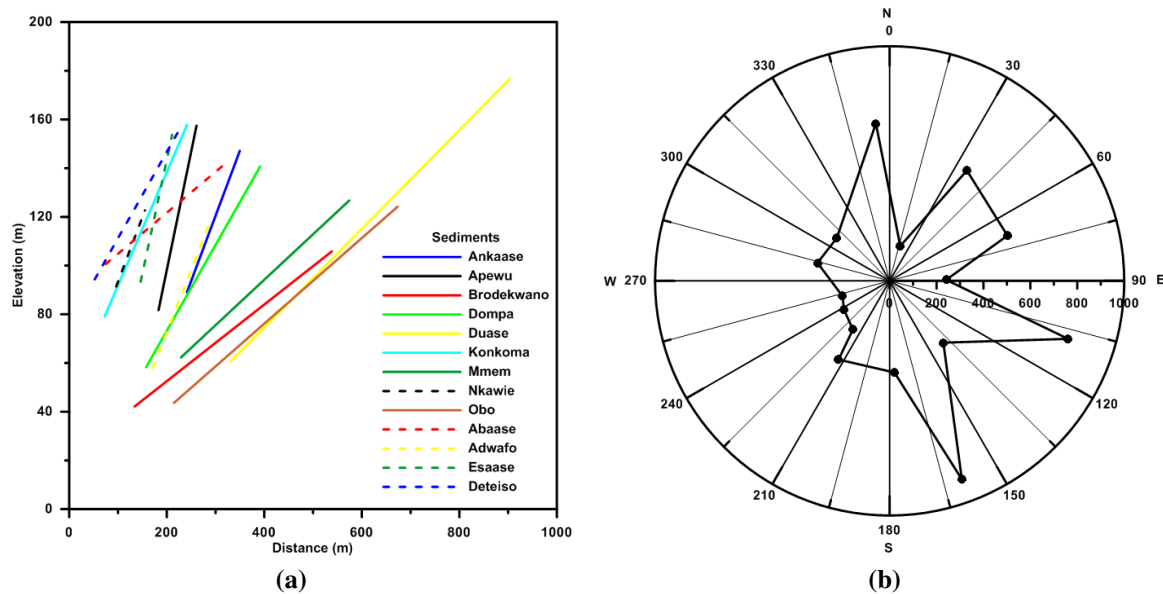 200
160
120
80
40
0
Elevation (m)
0
200
400
600
800
1000
Distance (m)
Sediments
Ankaase
Apewu
Brodekwano
Dompa
Duase
Konkoma
Mmem
Nkawie
Obo
Abaase
Adwafo
Esaase
Deteiso
(a)
N
0
330
30
300
60
W 270
90 E
0 200 400 600 800 1000
240
120
210
150
180
S
(b)